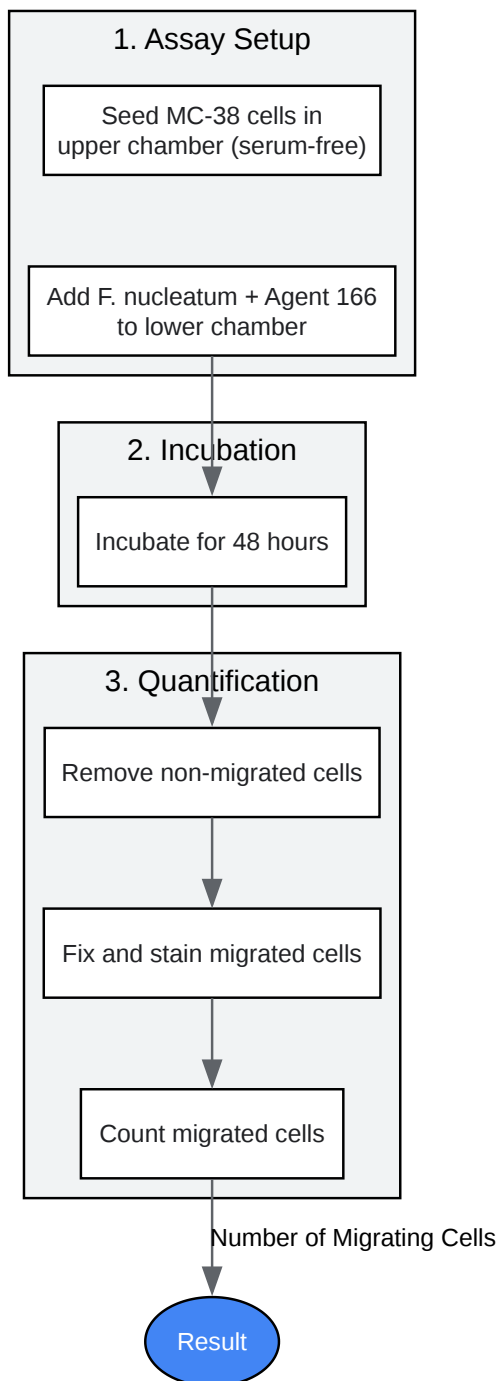 1. Assay Setup
Seed MC-38 cells in
upper chamber (serum-free)
Add F. nucleatum + Agent 166
to lower chamber
2. Incubation
Incubate for 48 hours
3. Quantification
Remove non-migrated cells
Fix and stain migrated cells
Count migrated cells
Number of Migrating Cells
Result